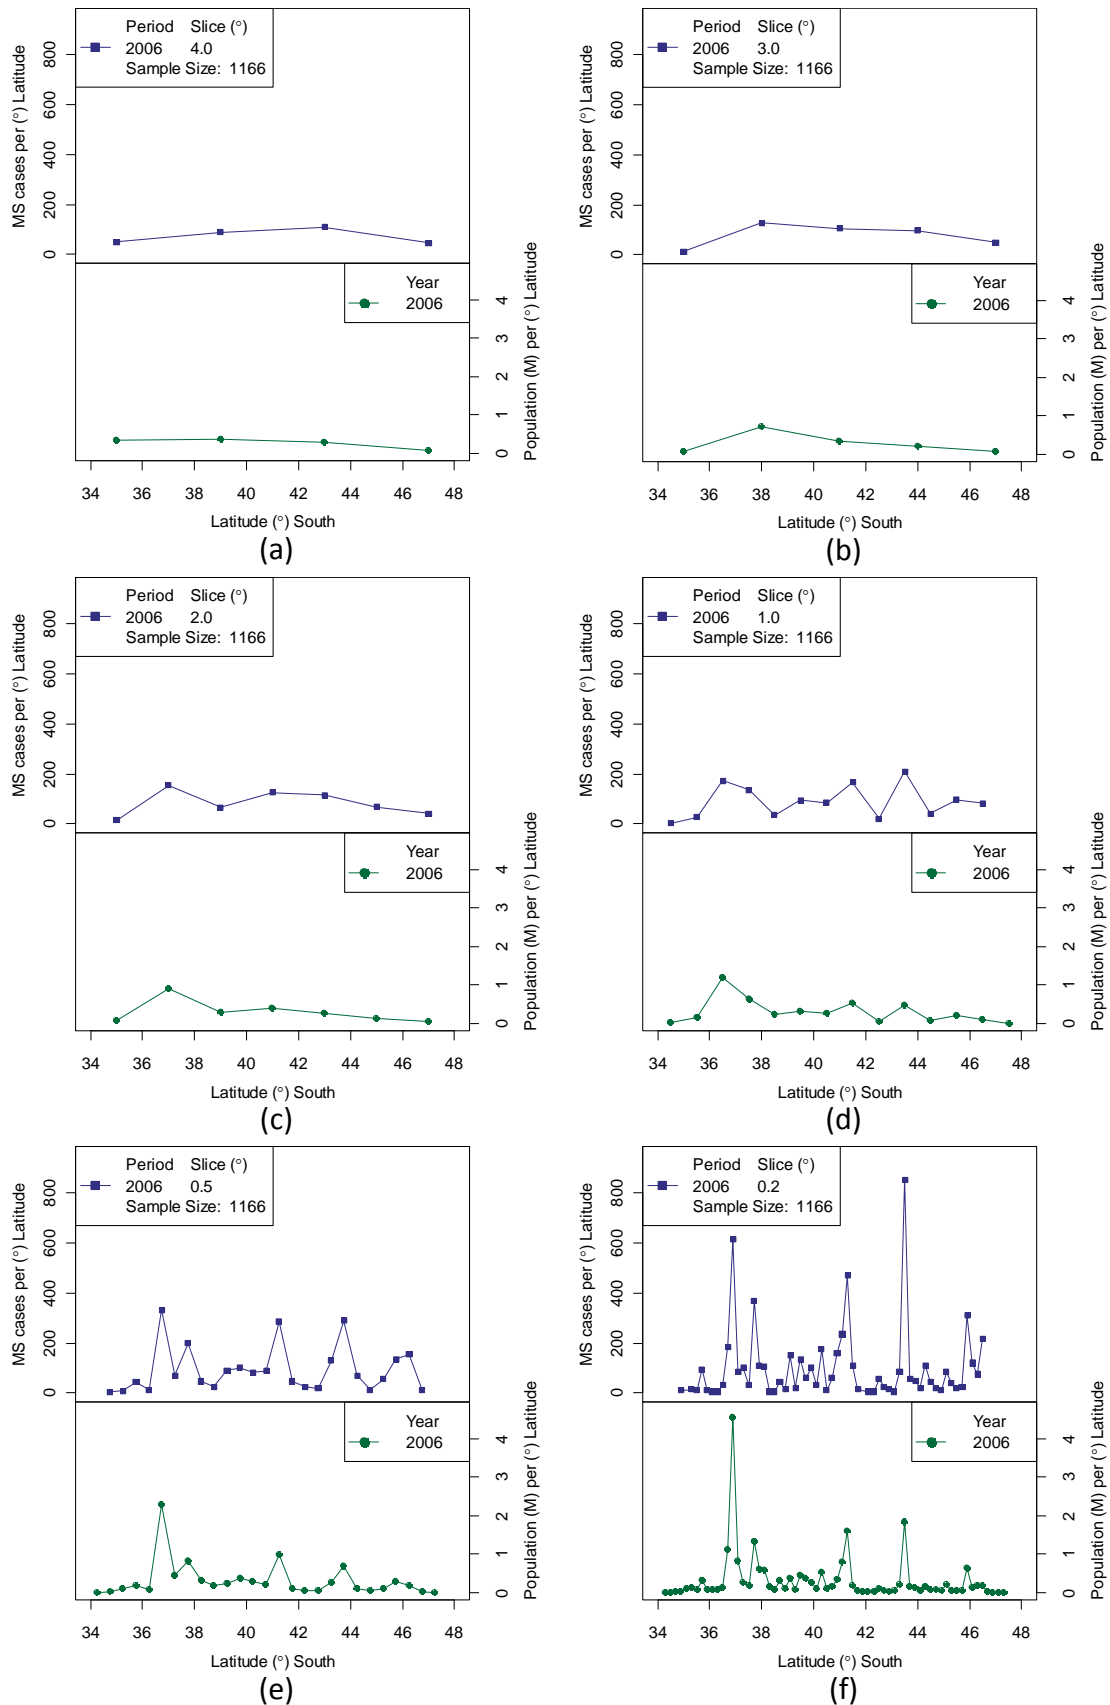 Period Slice (°)
2006 4.0
Sample Size: 1166
MS cases per (°) Latitude
0 200 400 600 800
Year
2006
Population (M) per (°) Latitude
0 1 2 3 4
34 36 38 40 42 44 46 48
Latitude (°) South
(a)
Period Slice (°)
2006 3.0
Sample Size: 1166
MS cases per (°) Latitude
0 200 400 600 800
Year
2006
Population (M) per (°) Latitude
0 1 2 3 4
34 36 38 40 42 44 46 48
Latitude (°) South
(b)
Period Slice (°)
2006 2.0
Sample Size: 1166
MS cases per (°) Latitude
0 200 400 600 800
Year
2006
Population (M) per (°) Latitude
0 1 2 3 4
34 36 38 40 42 44 46 48
Latitude (°) South
(c)
Period Slice (°)
2006 1.0
Sample Size: 1166
MS cases per (°) Latitude
0 200 400 600 800
Year
2006
Population (M) per (°) Latitude
0 1 2 3 4
34 36 38 40 42 44 46 48
Latitude (°) South
(d)
Period Slice (°)
2006 0.5
Sample Size: 1166
MS cases per (°) Latitude
0 200 400 600 800
Year
2006
Population (M) per (°) Latitude
0 1 2 3 4
34 36 38 40 42 44 46 48
Latitude (°) South
(e)
Period Slice (°)
2006 0.2
Sample Size: 1166
MS cases per (°) Latitude
0 200 400 600 800
Year
2006
Population (M) per (°) Latitude
0 1 2 3 4
34 36 38 40 42 44 46 48
Latitude (°) South
(f)